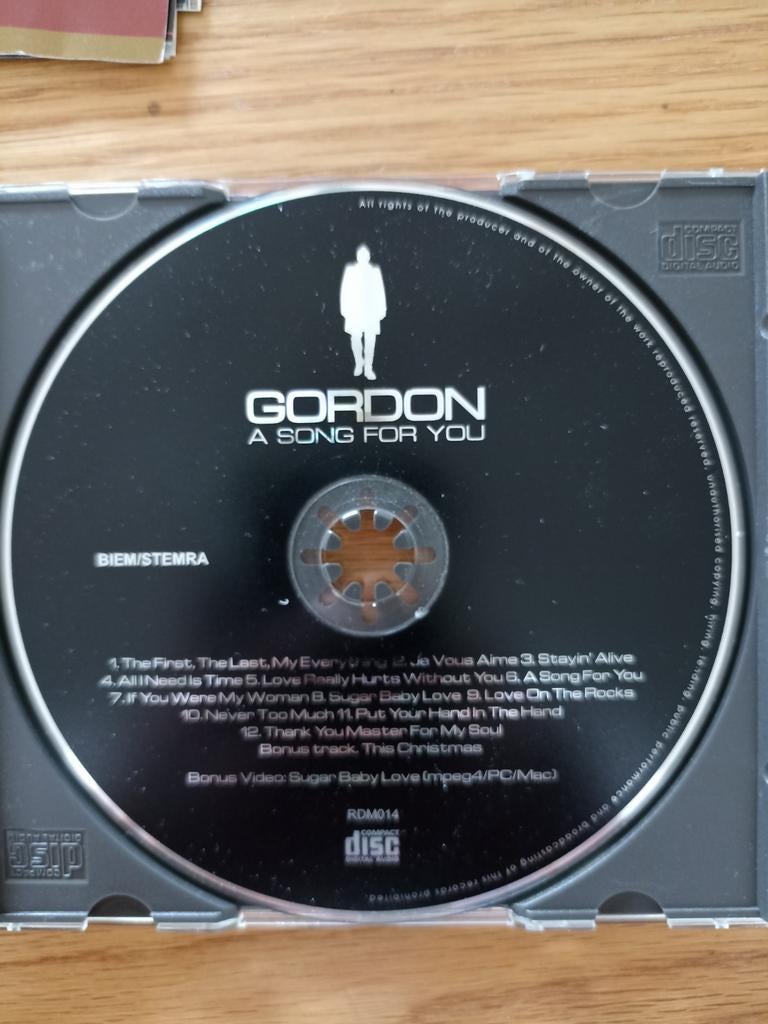 All rights of the producer and of the owner of the work reproduced reserved, unauthorised copying, hiring, lending, public performance and broadcasting of this records prohibited.
COMPACT
disc
DIGITAL AUDIO
GORDON
A SONG FOR YOU
BIEM/STEMRA
1. The First, The Last, My Everything 2. Je Vous Aime 3. Stayin' Alive
4. All I Need Is Time 5. Love Really Hurts Without You 6. A Song For You
7. If You Were My Woman 8. Sugar Baby Love 9. Love On The Rocks
10. Never Too Much 11. Put Your Hand In The Hand
12. Thank You Master For My Soul
Bonus track. This Christmas
Bonus Video: Sugar Baby Love (mpeg4/PC/Mac)
RDM014
COMPACT
disc
DIGITAL AUDIO
COMPACT
disc
DIGITAL AUDIO